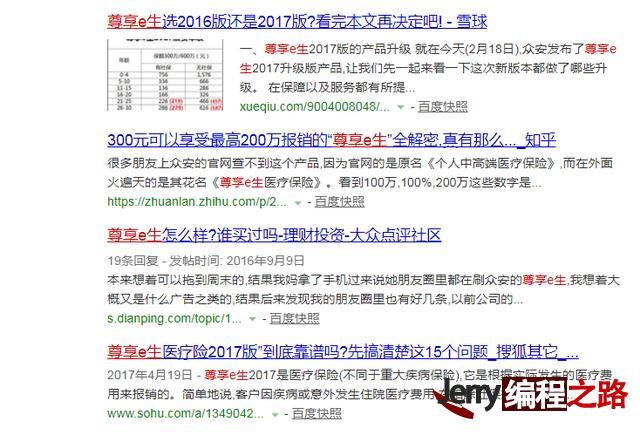 尊享e生选2016版还是2017版?看完本文再决定吧! - 雪球
年龄
有社保
无社保
0-4 756 1,576
5-10 336 666
11-15 136 286
16-20 136 286
21-25 226
26-30 286
一、尊享e生2017版的产品升级 就在今天(2月18日),众安发布了尊享e
生2017升级版产品,让我们先一起来看一下这次新版本都做了哪些升
级。 在保障以及服务都有所提...
xueqiu.com/9004008048/... - 百度快照
300元可以享受最高200万报销的“尊享e生”全解密,真有那么..._知乎
很多朋友上众安的官网查不到这个产品,因为官网的是原名《个人中高端医疗保险》,而在外面
火遍天的是其花名《尊享e生医疗保险》。看到100万,100%,200万这些数字是...
https://zhuanlan.zhihu.com/p/2... - 百度快照
尊享e生怎么样?谁买过吗-理财投资-大众点评社区
19条回复 - 发帖时间: 2016年9月9日
本来想着可以拖到周末的,结果我妈拿了手机过来说她朋友圈里都在刷众安的尊享e生,我想着大
概又是什么广告之类的,结果后来发现我的朋友圈里也有好几条,以前公司的...
s.dianping.com/topic/1... - 百度快照
尊享e生医疗险2017版”到底靠谱吗?先搞清楚这15个问题_搜狐其它_...
2017年4月19日 - 尊享e生2017是医疗保险(不同于重大疾病保险),它是根据实际发生的医疗费
用来报销的。简单地说,客户因疾病或意外发生住院医疗费用,在
www.sohu.com/a/1349042... - 百度快照
Jerry编程之路